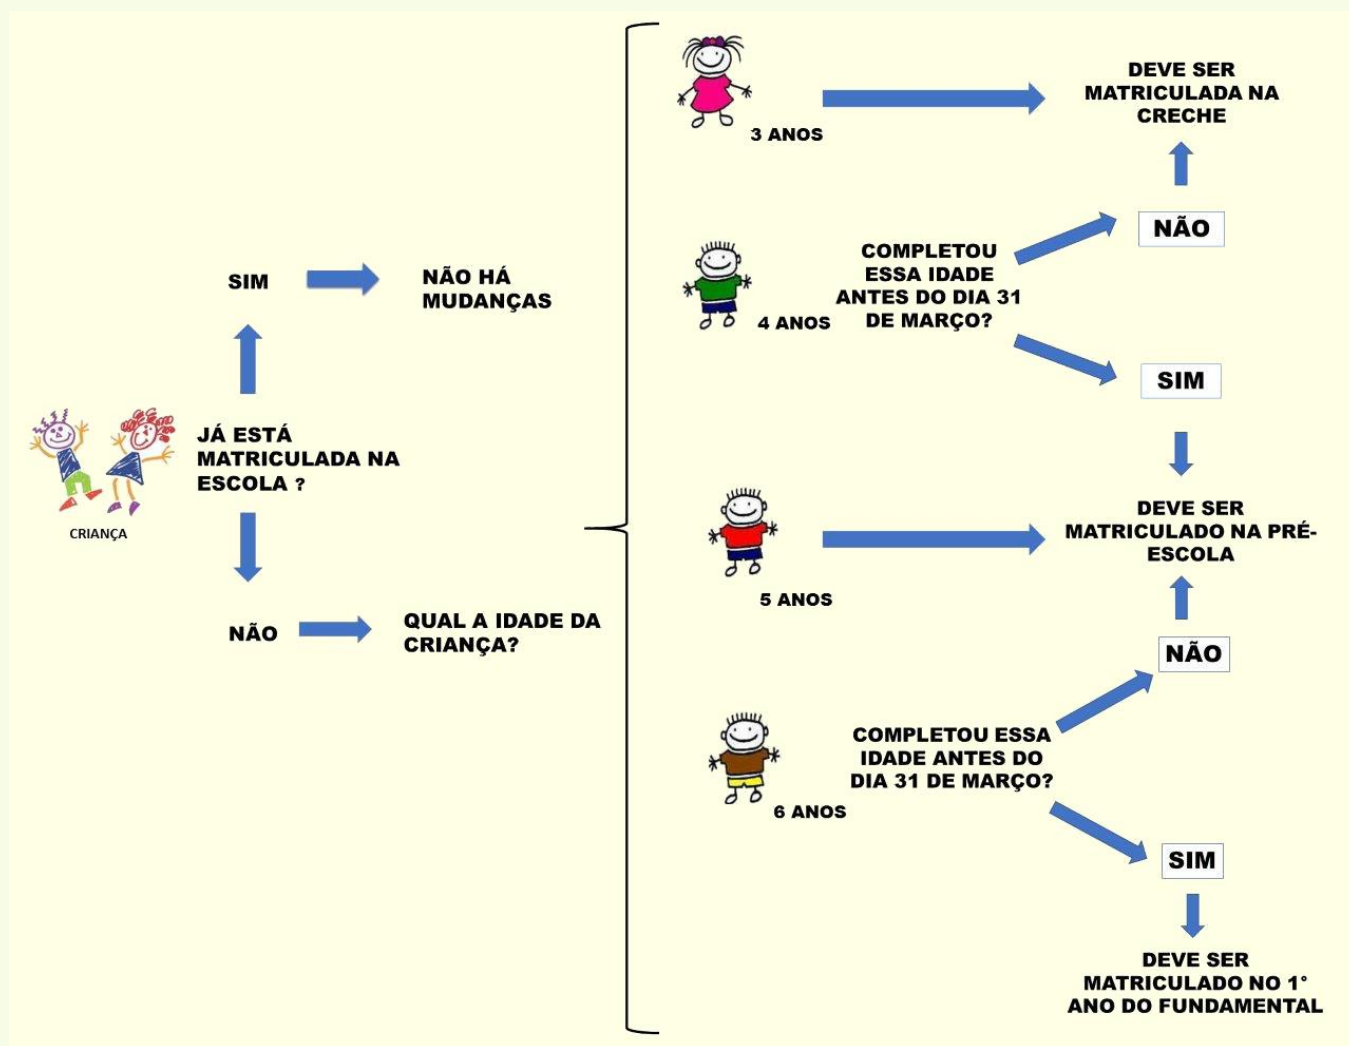 CRIANÇA
JÁ ESTÁ
MATRICULADA NA
ESCOLA ?
SIM
NÃO HÁ
MUDANÇAS
NÃO
QUAL A IDADE DA
CRIANÇA?
3 ANOS
DEVE SER
MATRICULADA NA
CRECHE
4 ANOS
COMPLETOU
ESSA IDADE
ANTES DO DIA 31
DE MARÇO?
NÃO
SIM
5 ANOS
DEVE SER
MATRICULADO NA PRÉ-
ESCOLA
6 ANOS
COMPLETOU ESSA
IDADE ANTES DO
DIA 31 DE MARÇO?
NÃO
SIM
DEVE SER
MATRICULADO NO 1°
ANO DO FUNDAMENTAL